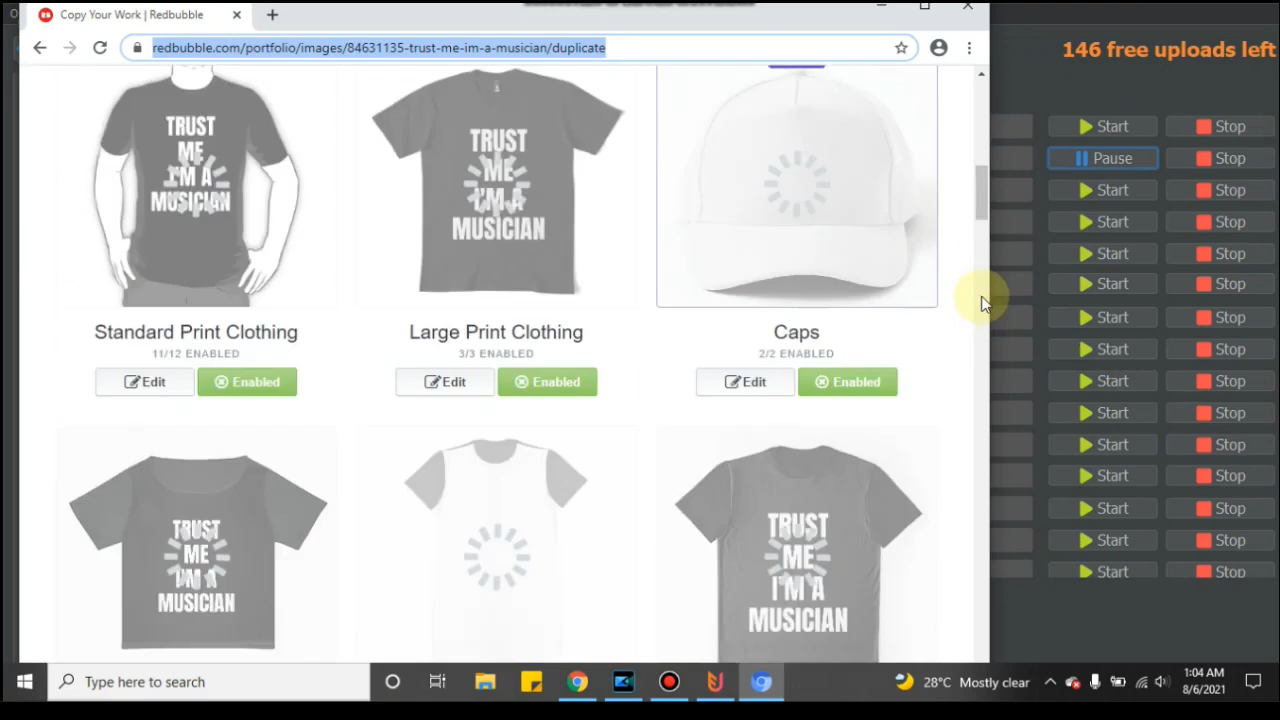 Copy Your Work | Redbubble
redbubble.com/portfolio/images/84631135-trust-me-im-a-musician/duplicate
146 free uploads left
TRUST
ME
I'M A
MUSICIAN
TRUST
ME
I'M A
MUSICIAN
Standard Print Clothing
11/12 ENABLED
Edit Enabled
Large Print Clothing
3/3 ENABLED
Edit Enabled
Caps
2/2 ENABLED
Edit Enabled
TRUST
ME
I'M A
MUSICIAN
TRUST
ME
I'M A
MUSICIAN
Start Stop
Pause Stop
Start Stop
Start Stop
Start Stop
Start Stop
Start Stop
Start Stop
Start Stop
Start Stop
Start Stop
Start Stop
Start Stop
Start Stop
Start Stop
Type here to search
28°C Mostly clear
1:04 AM
8/6/2021